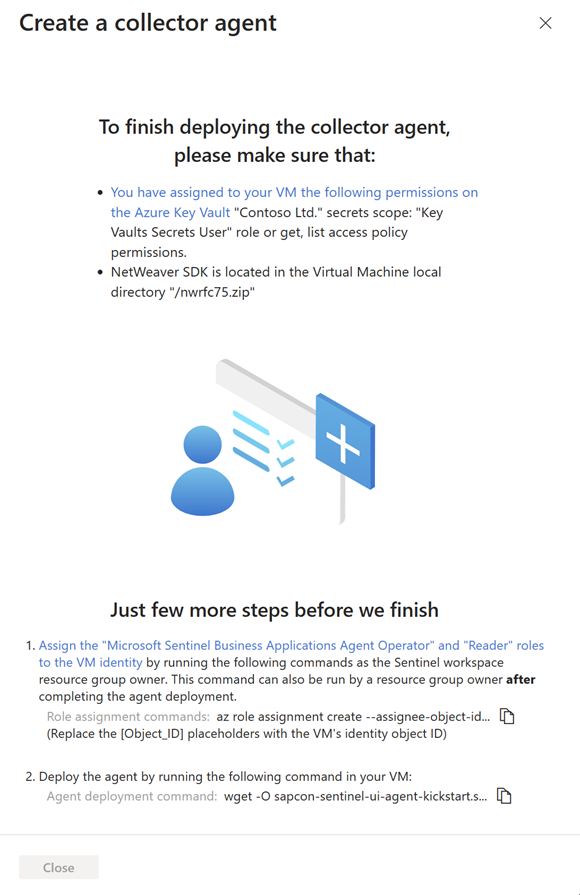 Create a collector agent
To finish deploying the collector agent,
please make sure that:
• You have assigned to your VM the following permissions on
the Azure Key Vault "Contoso Ltd." secrets scope: "Key
Vaults Secrets User" role or get, list access policy
permissions.
• NetWeaver SDK is located in the Virtual Machine local
directory "/nwrfc75.zip"
Just few more steps before we finish
1. Assign the "Microsoft Sentinel Business Applications Agent Operator" and "Reader" roles
to the VM identity by running the following commands as the Sentinel workspace
resource group owner. This command can also be run by a resource group owner after
completing the agent deployment.
Role assignment commands: az role assignment create --assignee-object-id...
(Replace the [Object_ID] placeholders with the VM's identity object ID)
2. Deploy the agent by running the following command in your VM:
Agent deployment command: wget -O sapcon-sentinel-ui-agent-kickstart.s...
Close